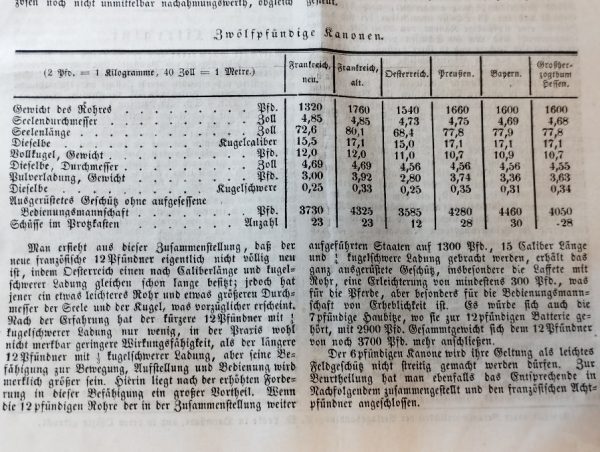 zösen noch nicht unmittelbar nachahmungswerth, obgleich
Zwölfpfündige Kanonen.
(2 Pfd. = 1 Kilogramme, 40 Zoll = 1 Metre.) Frankreich, neu. Frankreich, alt. Oesterreich. Preußen. Bayern. Großherzogthum Hessen.
Gewicht des Rohres . . . Pfd. 1320 1760 1540 1660 1600 1600
Seelendurchmesser . . . Zoll 4,85 4,85 4,73 4,75 4,69 4,68
Seelenlänge . . . Zoll 72,6 80,1 68,4 77,8 77,9 77,8
Dieselbe . . . Kugelcaliber 15,5 17,1 15,0 17,1 17,1 17,1
Vollkugel, Gewicht . . . Pfd. 12,0 12,0 11,0 10,7 10,9 10,7
Dieselbe, Durchmesser . . . Zoll 4,69 4,69 4,56 4,56 4,56 4,55
Pulverladung, Gewicht . . . Pfd. 3,00 3,92 2,80 3,74 3,36 3,63
Dieselbe . . . Kugelschwere 0,25 0,33 0,25 0,35 0,31 0,34
Ausgerüstetes Geschütz ohne aufgesessene
Bedienungsmannschaft . . . Pfd. 3730 4325 3585 4280 4460 4050
Schüsse im Protzkasten . . . Anzahl 23 23 12 28 30 28
Man ersieht aus dieser Zusammenstellung, daß der
neue französische 12Pfünder eigentlich nicht völlig neu
ist, indem Oesterreich einen nach Caliberlänge und kugel-
schwerer Ladung gleichen schon lange besitzt; jedoch hat
jener ein etwas leichteres Rohr und etwas größeren Durch-
messer der Seele und der Kugel, was vorzüglicher erscheint.
Nach der Erfahrung hat der kürzere 12Pfünder mit
kugelschwerer Ladung nur wenig, in der Praxis wohl
nicht merkbar geringere Wirkungsfähigkeit, als der längere
12Pfünder mit kugelschwerer Ladung, aber seine Be-
fähigung zur Bewegung, Aufstellung und Bedienung wird
merklich größer sein. Hierin liegt nach der erhöhten Forde-
rung in dieser Befähigung ein großer Vortheil. Wenn
die 12pfündigen Rohre der in der Zusammenstellung weiter
aufgeführten Staaten auf 1300 Pfd., 15 Caliber Länge
und kugelschwere Ladung gebracht werden, erhält das
ganz ausgerüstete Geschütz, insbesondere die Laffete mit
Rohr, eine Erleichterung von mindestens 300 Pfd., was
für die Pferde, aber besonders für die Bedienungsmann-
schaft von Erheblichkeit ist. Es würde sich auch die
7pfündige Haubitze, wo sie zur 12pfündigen Batterie ge-
hört, mit 2900 Pfd. Gesammtgewicht sich dem 12Pfünder
von noch 3700 Pfd. mehr anschließen.
Der 6pfündigen Kanone wird ihre Geltung als leichtes
Feldgeschütz nicht streitig gemacht werden dürfen. Zur
Beurtheilung hat man ebenfalls das Entsprechende in
Nachfolgendem zusammengestellt und den französischen Acht-
pfünder angeschlossen.